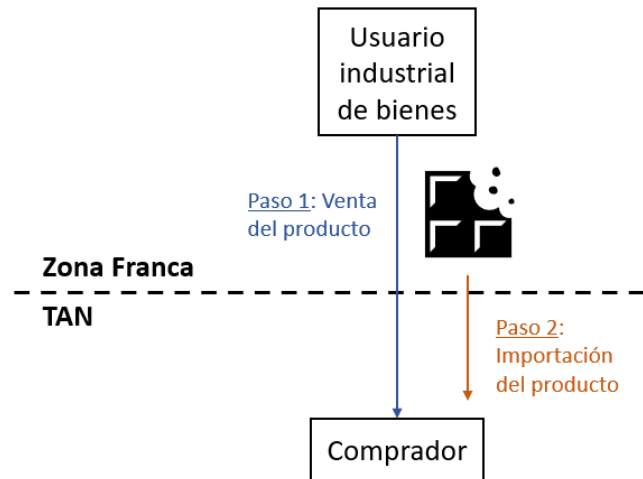 Usuario
industrial
de bienes
Paso 1: Venta
del producto
Zona Franca
TAN
Paso 2:
Importación
del producto
Comprador